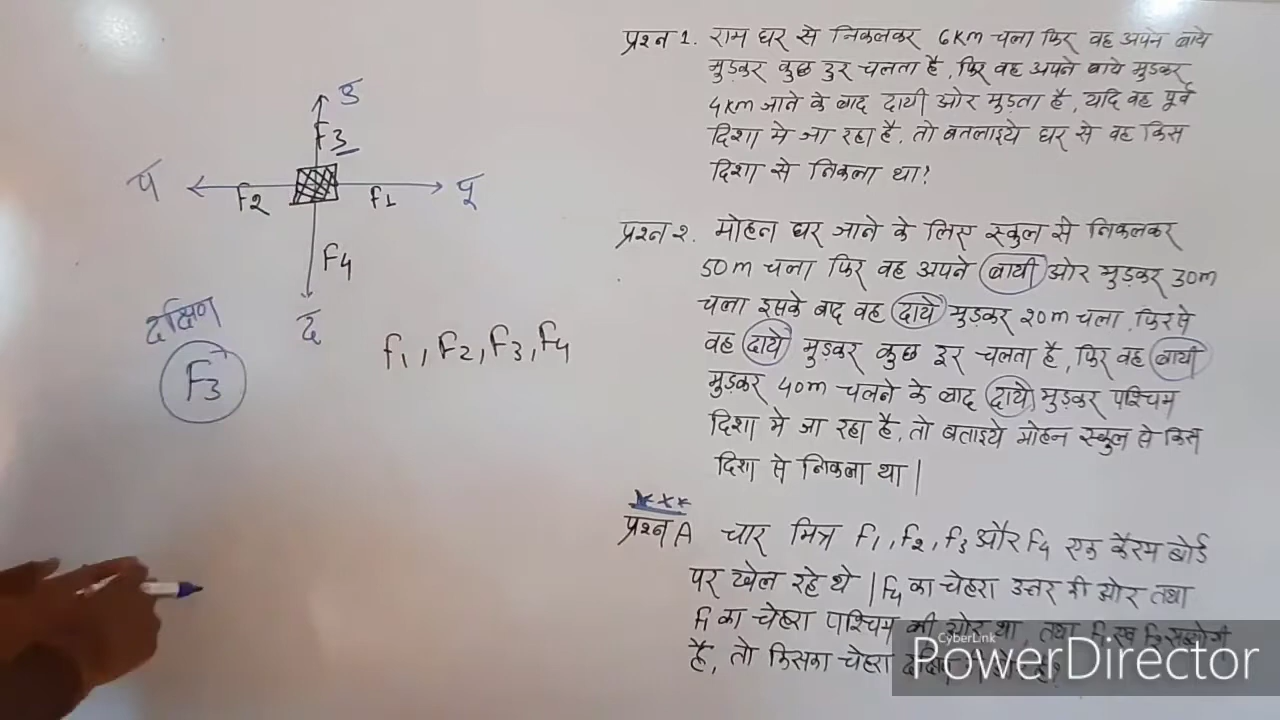 उ
F3
प
पू
F2
F1
F4
द
दक्षिण
F3
f1, F2, F3, F4
प्रश्न 1. राम घर से निकलकर 6km चला फिर वह अपने बाये
मुड़कर कुछ दुर चलता है, फिर वह अपने बाये मुड़कर
4km जाने के बाद दायी ओर मुड़ता है, यदि वह पूर्व
दिशा मे जा रहा है. तो बतलाइये घर से वह किस
दिशा से निकला था?
प्रश्न २. मोहन घर जाने के लिए स्कुल से निकलकर
50m चला फिर वह अपने बायी ओर मुड़कर 30m
चला इसके बाद वह दाये मुड़कर २0m चला. फिर से
वह दाये मुड़कर कुछ दुर चलता है, फिर वह बायी
मुड़कर 40m चलने के बाद दाये मुड़कर पश्चिम
दिशा मे जा रहा है, तो बताइये मोहन स्कुल से किस
दिशा से निकला था |
***
प्रश्न A चार मित्र f1, f2, f3 और F4 एक कैरम बोर्ड
पर खेल रहे थे | F4 का चेहरा उत्तर की ओर तथा
F1 का चेहरा पश्चिम की ओर था, तथा
है, तो किसका चेहरा
CyberLink
PowerDirector